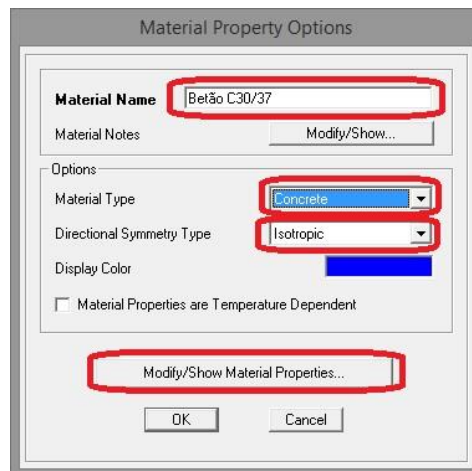 Material Property Options
Material Name Betão C30/37
Material Notes Modify/Show...
Options
Material Type Concrete
Directional Symmetry Type Isotropic
Display Color
Material Properties are Temperature Dependent
Modify/Show Material Properties...
OK Cancel